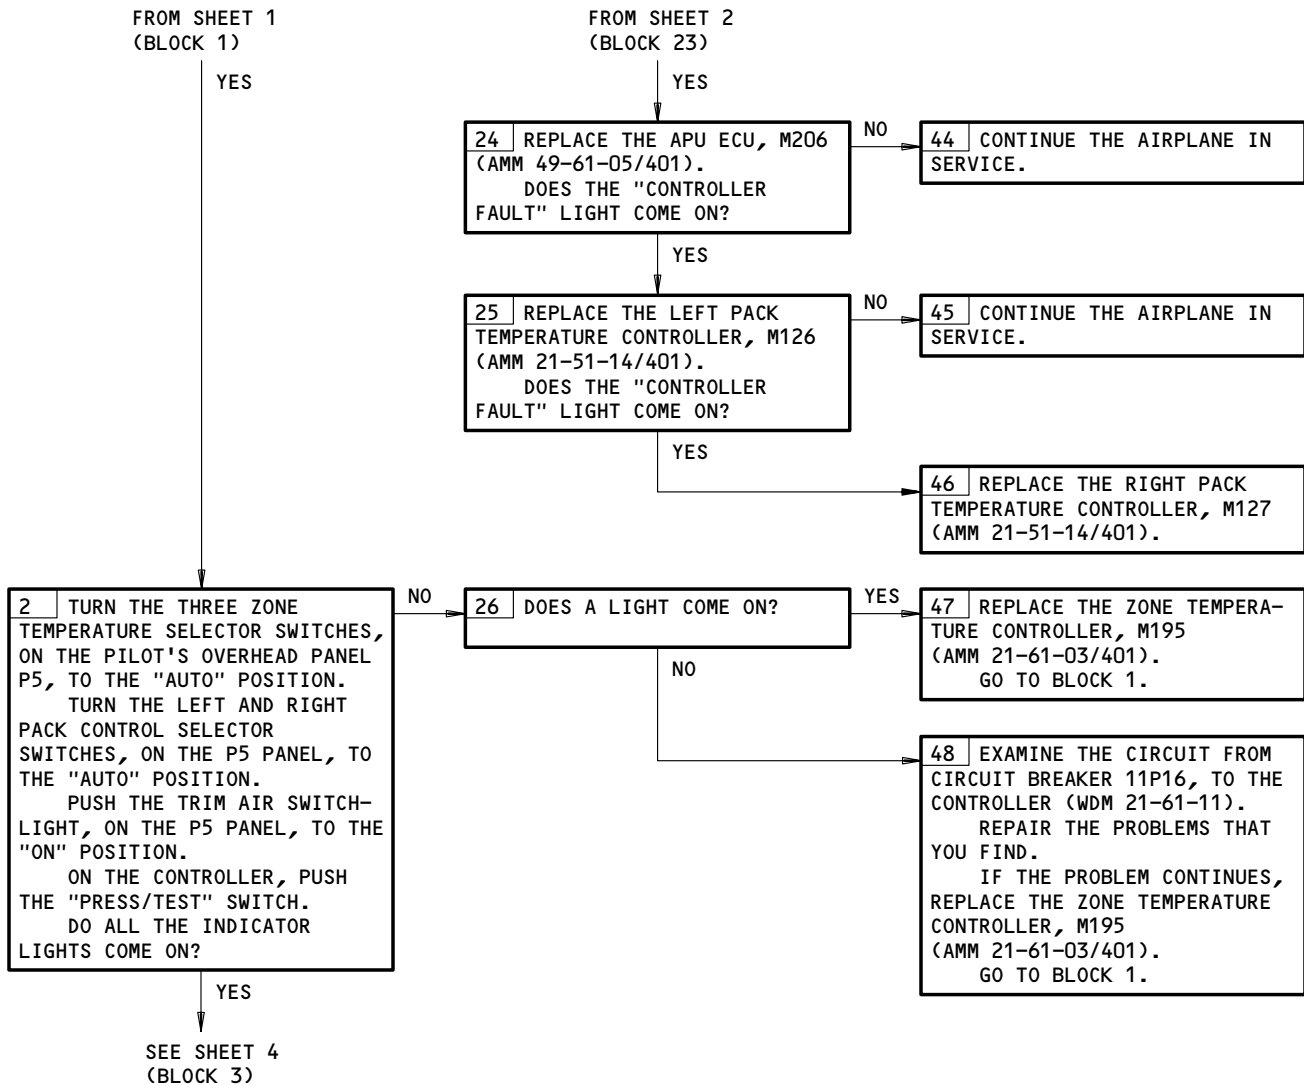 FROM SHEET 1
(BLOCK 1)
YES
FROM SHEET 2
(BLOCK 23)
YES
24 REPLACE THE APU ECU, M206
(AMM 49-61-05/401).
DOES THE "CONTROLLER
FAULT" LIGHT COME ON?
NO
44 CONTINUE THE AIRPLANE IN
SERVICE.
YES
25 REPLACE THE LEFT PACK
TEMPERATURE CONTROLLER, M126
(AMM 21-51-14/401).
DOES THE "CONTROLLER
FAULT" LIGHT COME ON?
NO
45 CONTINUE THE AIRPLANE IN
SERVICE.
YES
46 REPLACE THE RIGHT PACK
TEMPERATURE CONTROLLER, M127
(AMM 21-51-14/401).
2 TURN THE THREE ZONE
TEMPERATURE SELECTOR SWITCHES,
ON THE PILOT'S OVERHEAD PANEL
P5, TO THE "AUTO" POSITION.
TURN THE LEFT AND RIGHT
PACK CONTROL SELECTOR
SWITCHES, ON THE P5 PANEL, TO
THE "AUTO" POSITION.
PUSH THE TRIM AIR SWITCH-
LIGHT, ON THE P5 PANEL, TO THE
"ON" POSITION.
ON THE CONTROLLER, PUSH
THE "PRESS/TEST" SWITCH.
DO ALL THE INDICATOR
LIGHTS COME ON?
NO
26 DOES A LIGHT COME ON?
YES
47 REPLACE THE ZONE TEMPERA-
TURE CONTROLLER, M195
(AMM 21-61-03/401).
GO TO BLOCK 1.
NO
48 EXAMINE THE CIRCUIT FROM
CIRCUIT BREAKER 11P16, TO THE
CONTROLLER (WDM 21-61-11).
REPAIR THE PROBLEMS THAT
YOU FIND.
IF THE PROBLEM CONTINUES,
REPLACE THE ZONE TEMPERATURE
CONTROLLER, M195
(AMM 21-61-03/401).
GO TO BLOCK 1.
YES
SEE SHEET 4
(BLOCK 3)